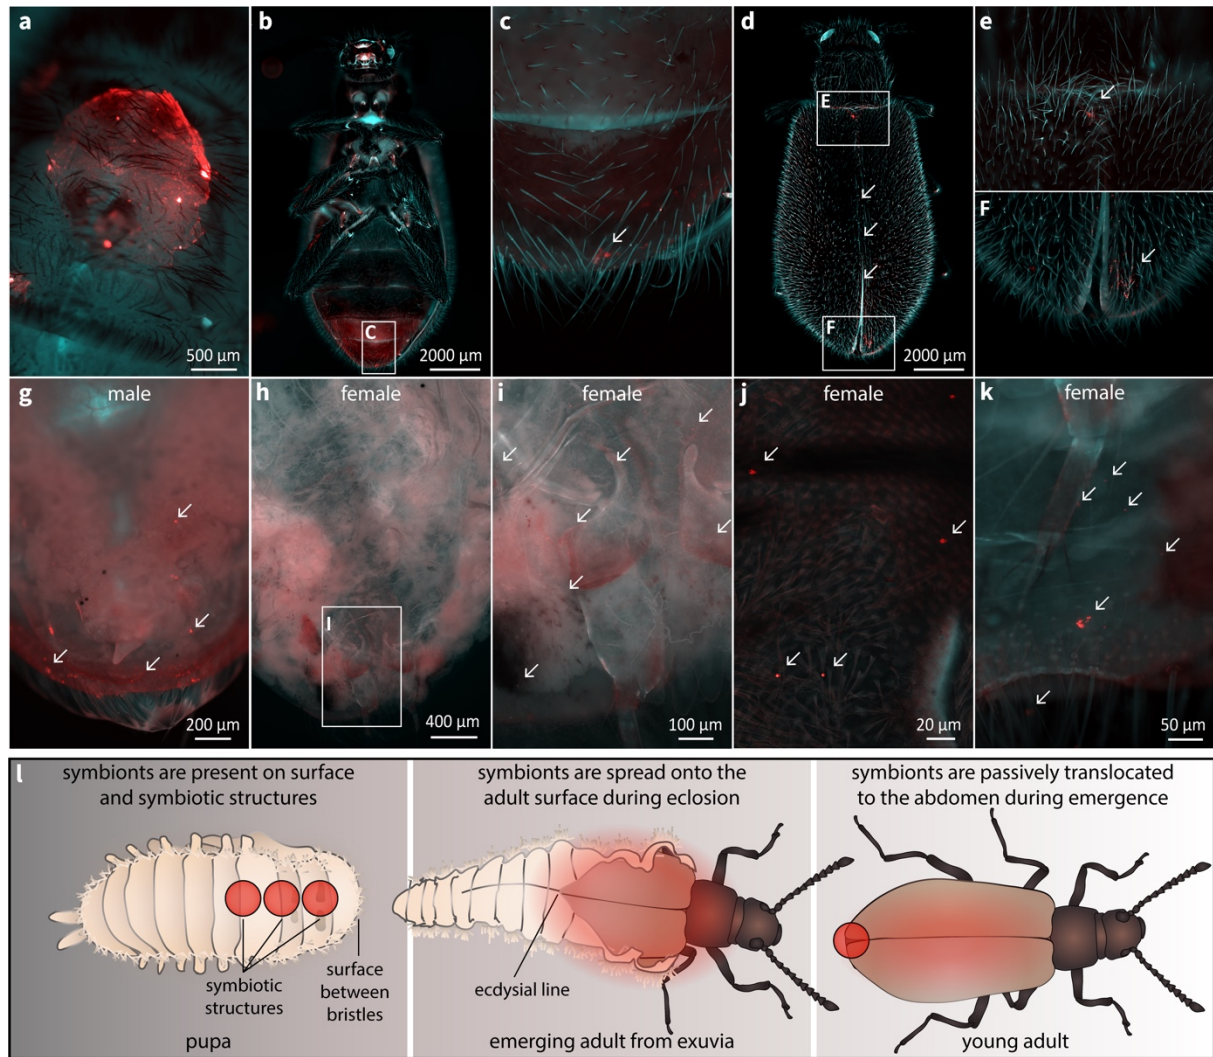 a
500 µm
b
C
2000 µm
c
d
E
F
2000 µm
e
F
g
male
200 µm
h
female
I
400 µm
i
female
100 µm
j
female
20 µm
k
female
50 µm
l
symbionts are present on surface
and symbiotic structures
symbiotic
structures
surface
between
bristles
pupa
symbionts are spread onto the
adult surface during eclosion
ecdysial line
emerging adult from exuvia
symbionts are passively translocated
to the abdomen during emergence
young adult